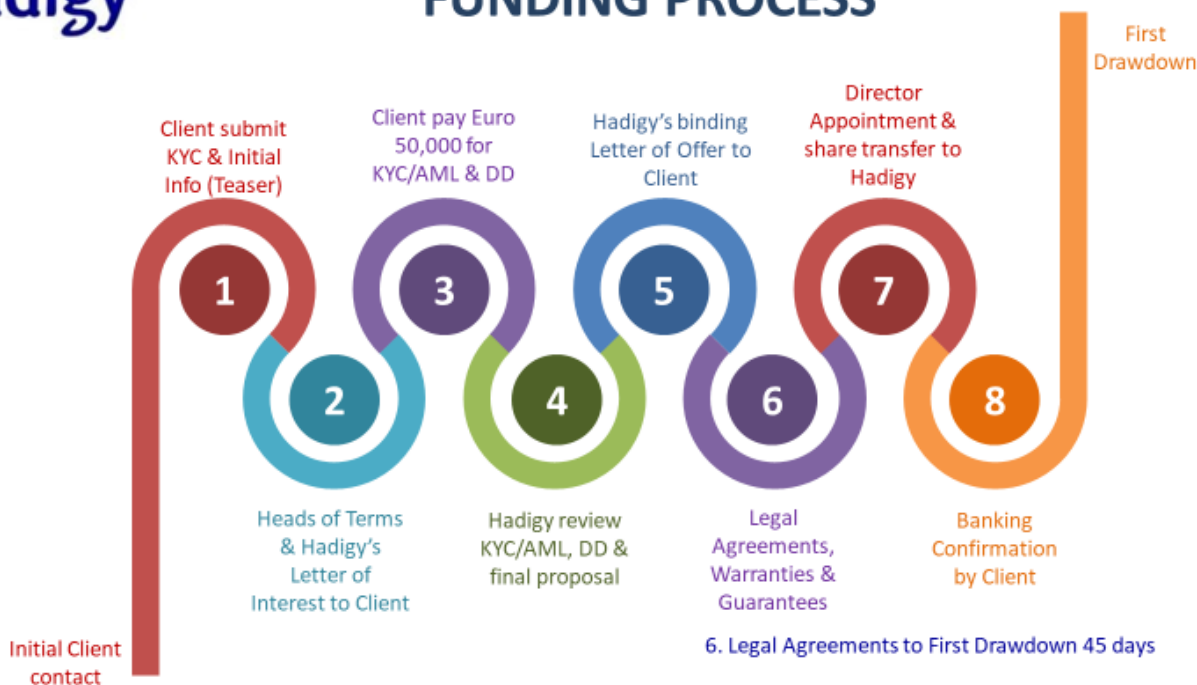 FUNDING PROCESS
First
Drawdown
Client submit
KYC & Initial
Info (Teaser)
Client pay Euro
50,000 for
KYC/AML & DD
Hadigy’s binding
Letter of Offer to
Client
Director
Appointment &
share transfer to
Hadigy
1
3
5
7
2
4
6
8
Heads of Terms
& Hadigy’s
Letter of
Interest to Client
Hadigy review
KYC/AML, DD &
final proposal
Legal
Agreements,
Warranties &
Guarantees
Banking
Confirmation
by Client
6. Legal Agreements to First Drawdown 45 days
Initial Client
contact